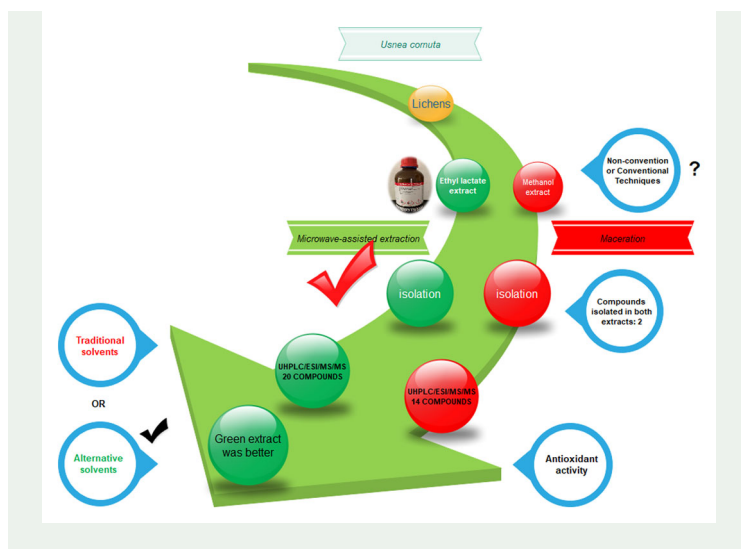 Usnea cornuta
Lichens
Ethyl lactate
extract
Methanol
extract
Non-convention
or Conventional
Techniques
?
Microwave-assisted extraction
Maceration
isolation
isolation
Compounds
isolated in both
extracts: 2
Traditional
solvents
OR
Alternative
solvents
UHPLC/ESI/MS/MS
20 COMPOUNDS
UHPLC/ESI/MS/MS
14 COMPOUNDS
Green extract
was better
Antioxidant
activity